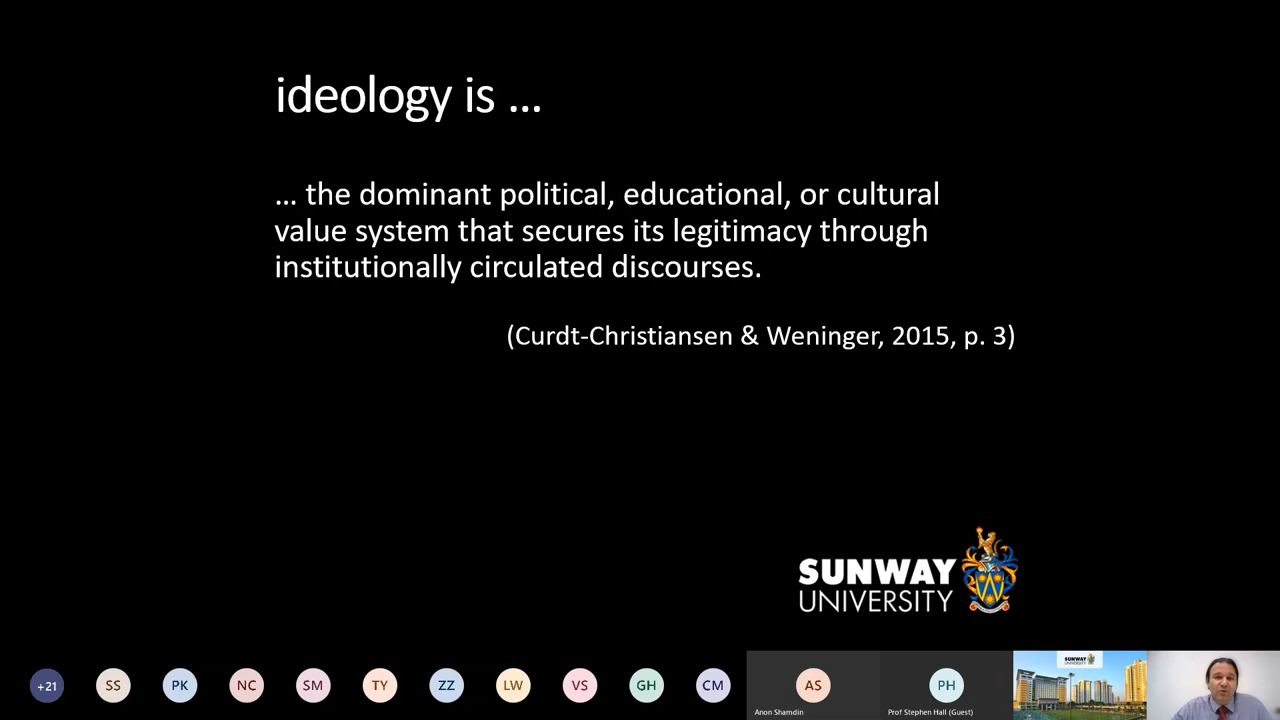 ideology is ...
... the dominant political, educational, or cultural
value system that secures its legitimacy through
institutionally circulated discourses.
(Curdt-Christiansen & Weninger, 2015, p. 3)
SUNWAY
UNIVERSITY
+21
SS
PK
NC
SM
TY
ZZ
LW
VS
GH
CM
AS
Anon Shamdin
PH
Prof Stephen Hall (Guest)
SUNWAY
UNIVERSITY